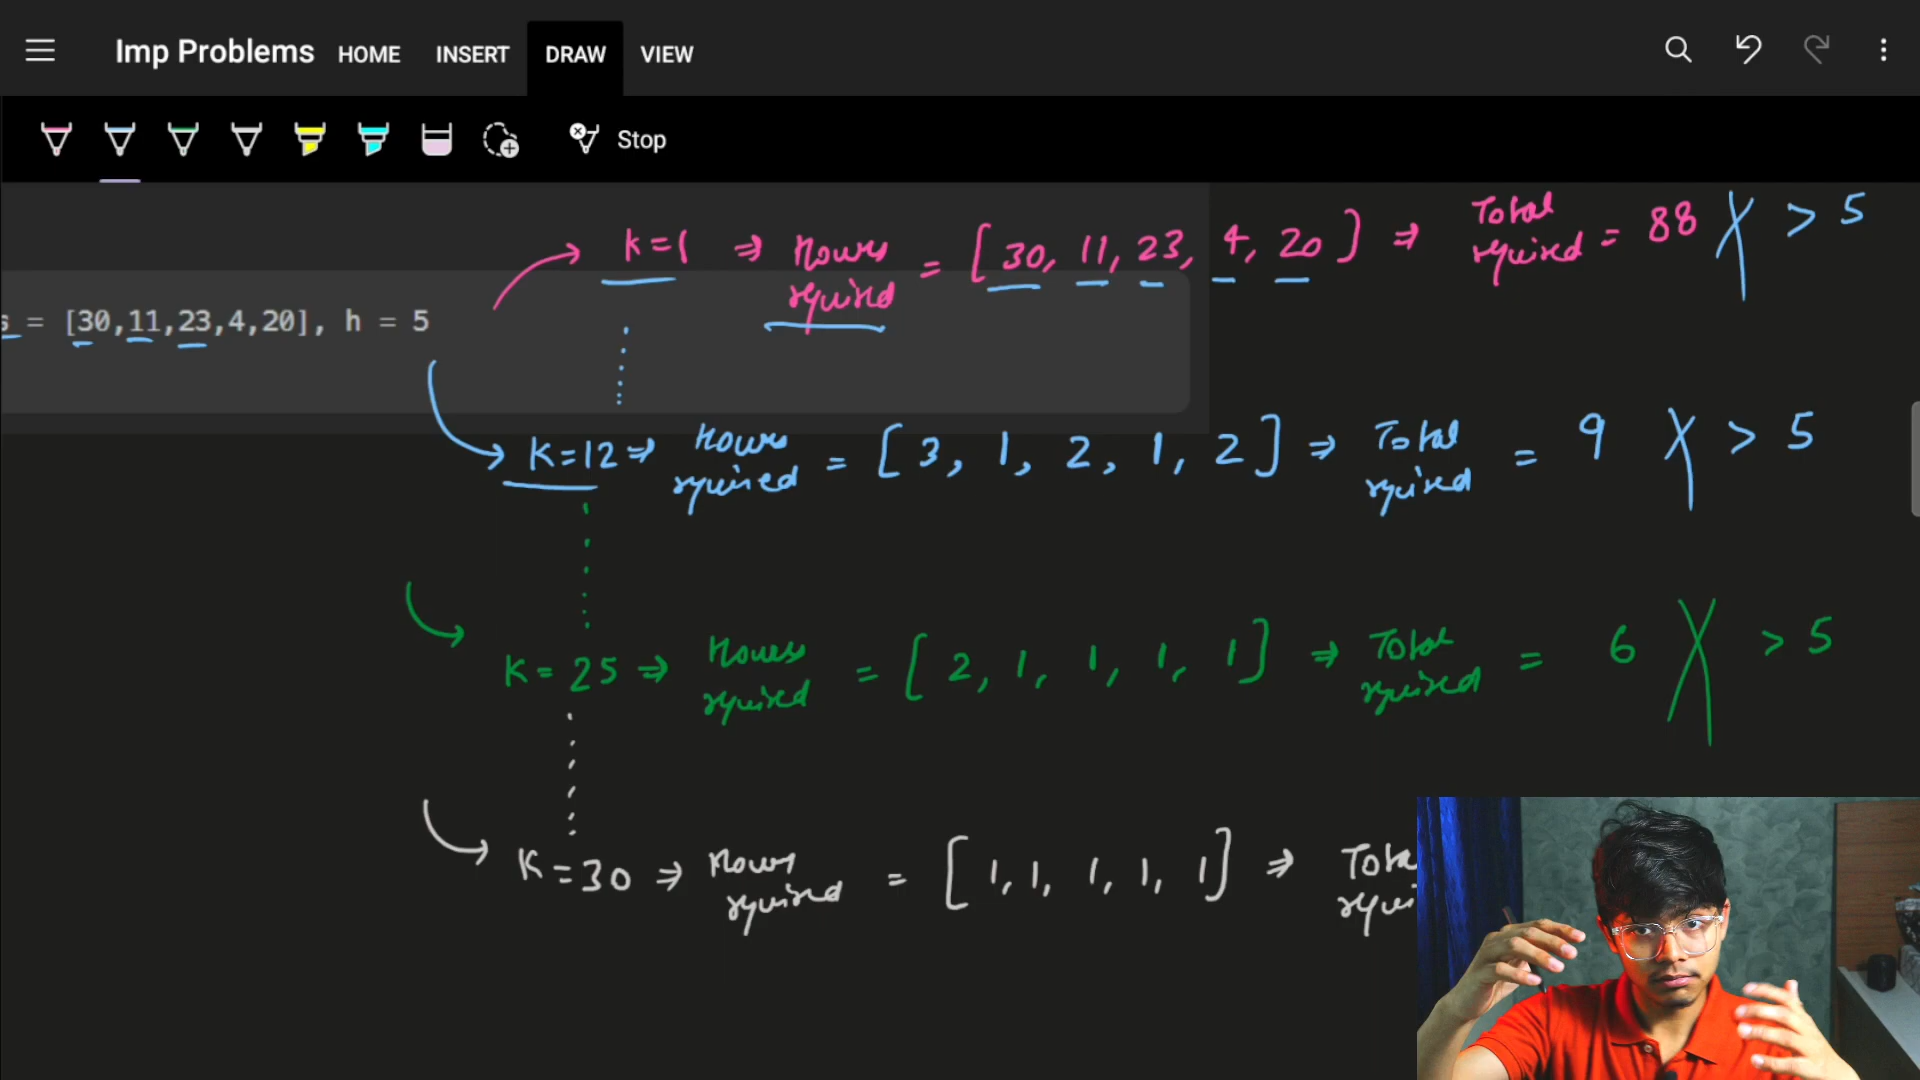 Imp Problems HOME INSERT DRAW VIEW
Stop
K=1 ⇒ Hours required = [30, 11, 23, 4, 20] ⇒ Total required = 88 X > 5
s = [30,11,23,4,20], h = 5
K=12 ⇒ Hours required = [3, 1, 2, 1, 2] ⇒ Total required = 9 X > 5
K=25 ⇒ Hours required = [2, 1, 1, 1, 1] ⇒ Total required = 6 X > 5
K=30 ⇒ Hours required = [1, 1, 1, 1, 1] ⇒ Tota requi